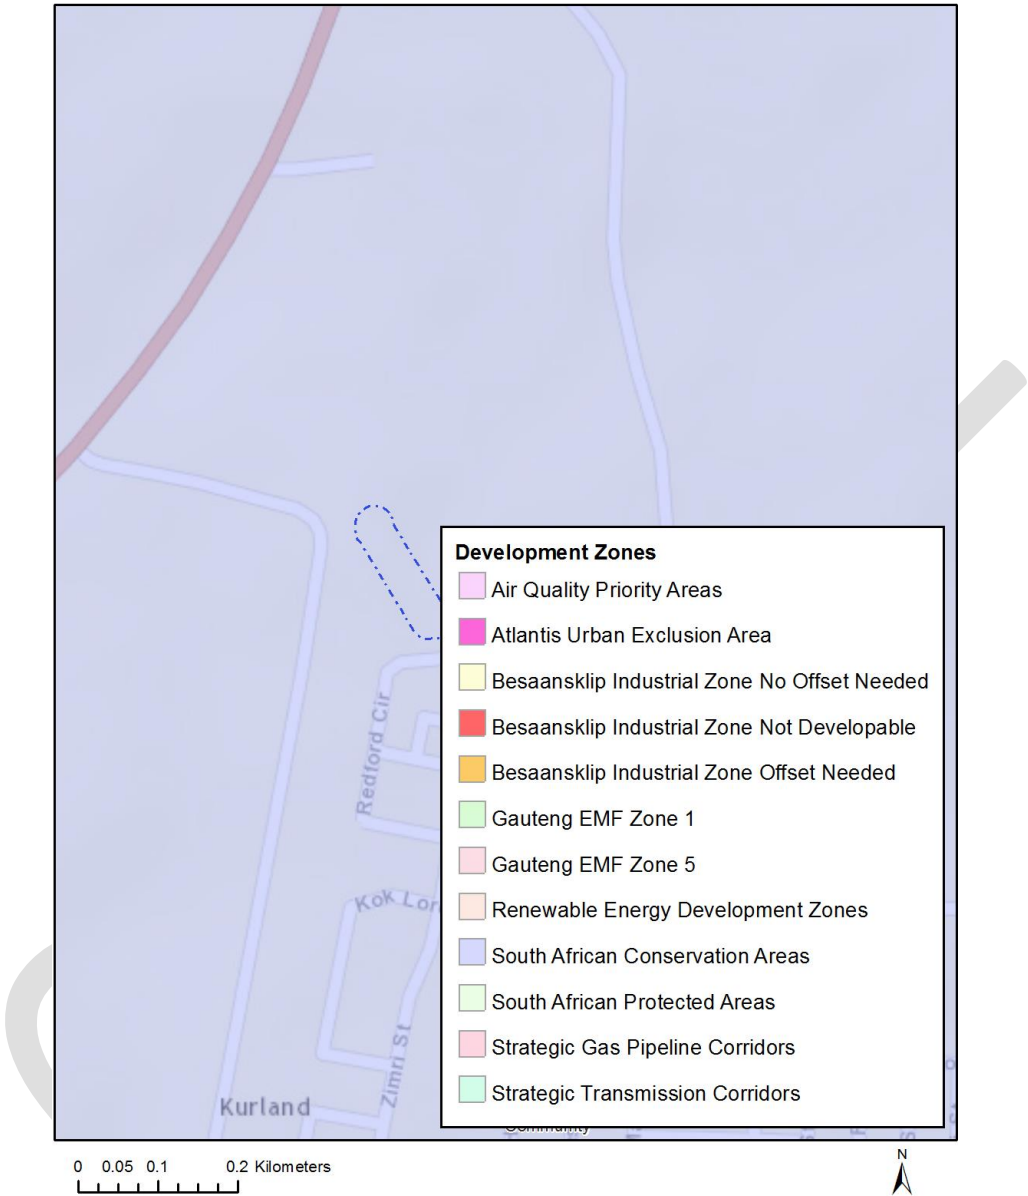 Development Zones
Air Quality Priority Areas
Atlantis Urban Exclusion Area
Besaansklip Industrial Zone No Offset Needed
Besaansklip Industrial Zone Not Developable
Besaansklip Industrial Zone Offset Needed
Gauteng EMF Zone 1
Gauteng EMF Zone 5
Renewable Energy Development Zones
South African Conservation Areas
South African Protected Areas
Strategic Gas Pipeline Corridors
Strategic Transmission Corridors
Redford Cir
Kok
Zimri St
Kurland
Community
0 0.05 0.1 0.2 Kilometers
N